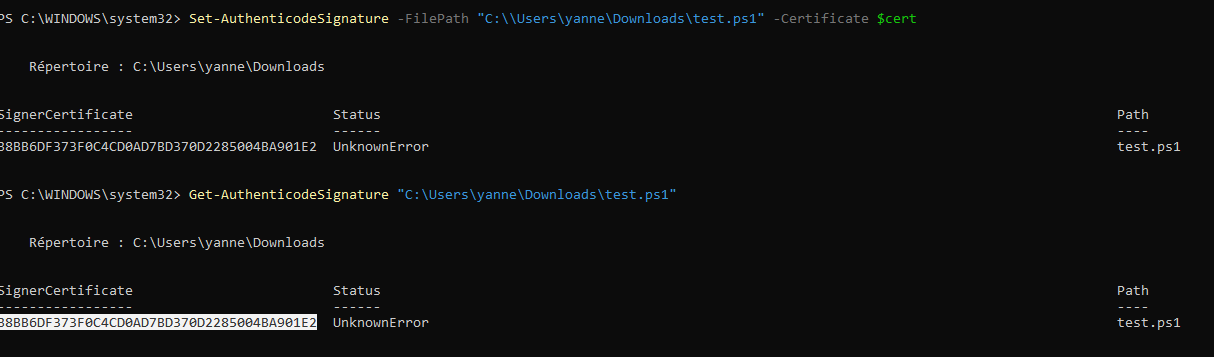 PS C:\WINDOWS\system32> Set-AuthenticodeSignature -FilePath "C:\\Users\yanne\Downloads\test.ps1" -Certificate $cert
Répertoire : C:\Users\yanne\Downloads
SignerCertificate Status Path
----------------- ------ ----
38BB6DF373F0C4CD0AD7BD370D2285004BA901E2 UnknownError test.ps1
PS C:\WINDOWS\system32> Get-AuthenticodeSignature "C:\Users\yanne\Downloads\test.ps1"
Répertoire : C:\Users\yanne\Downloads
SignerCertificate Status Path
----------------- ------ ----
38BB6DF373F0C4CD0AD7BD370D2285004BA901E2 UnknownError test.ps1